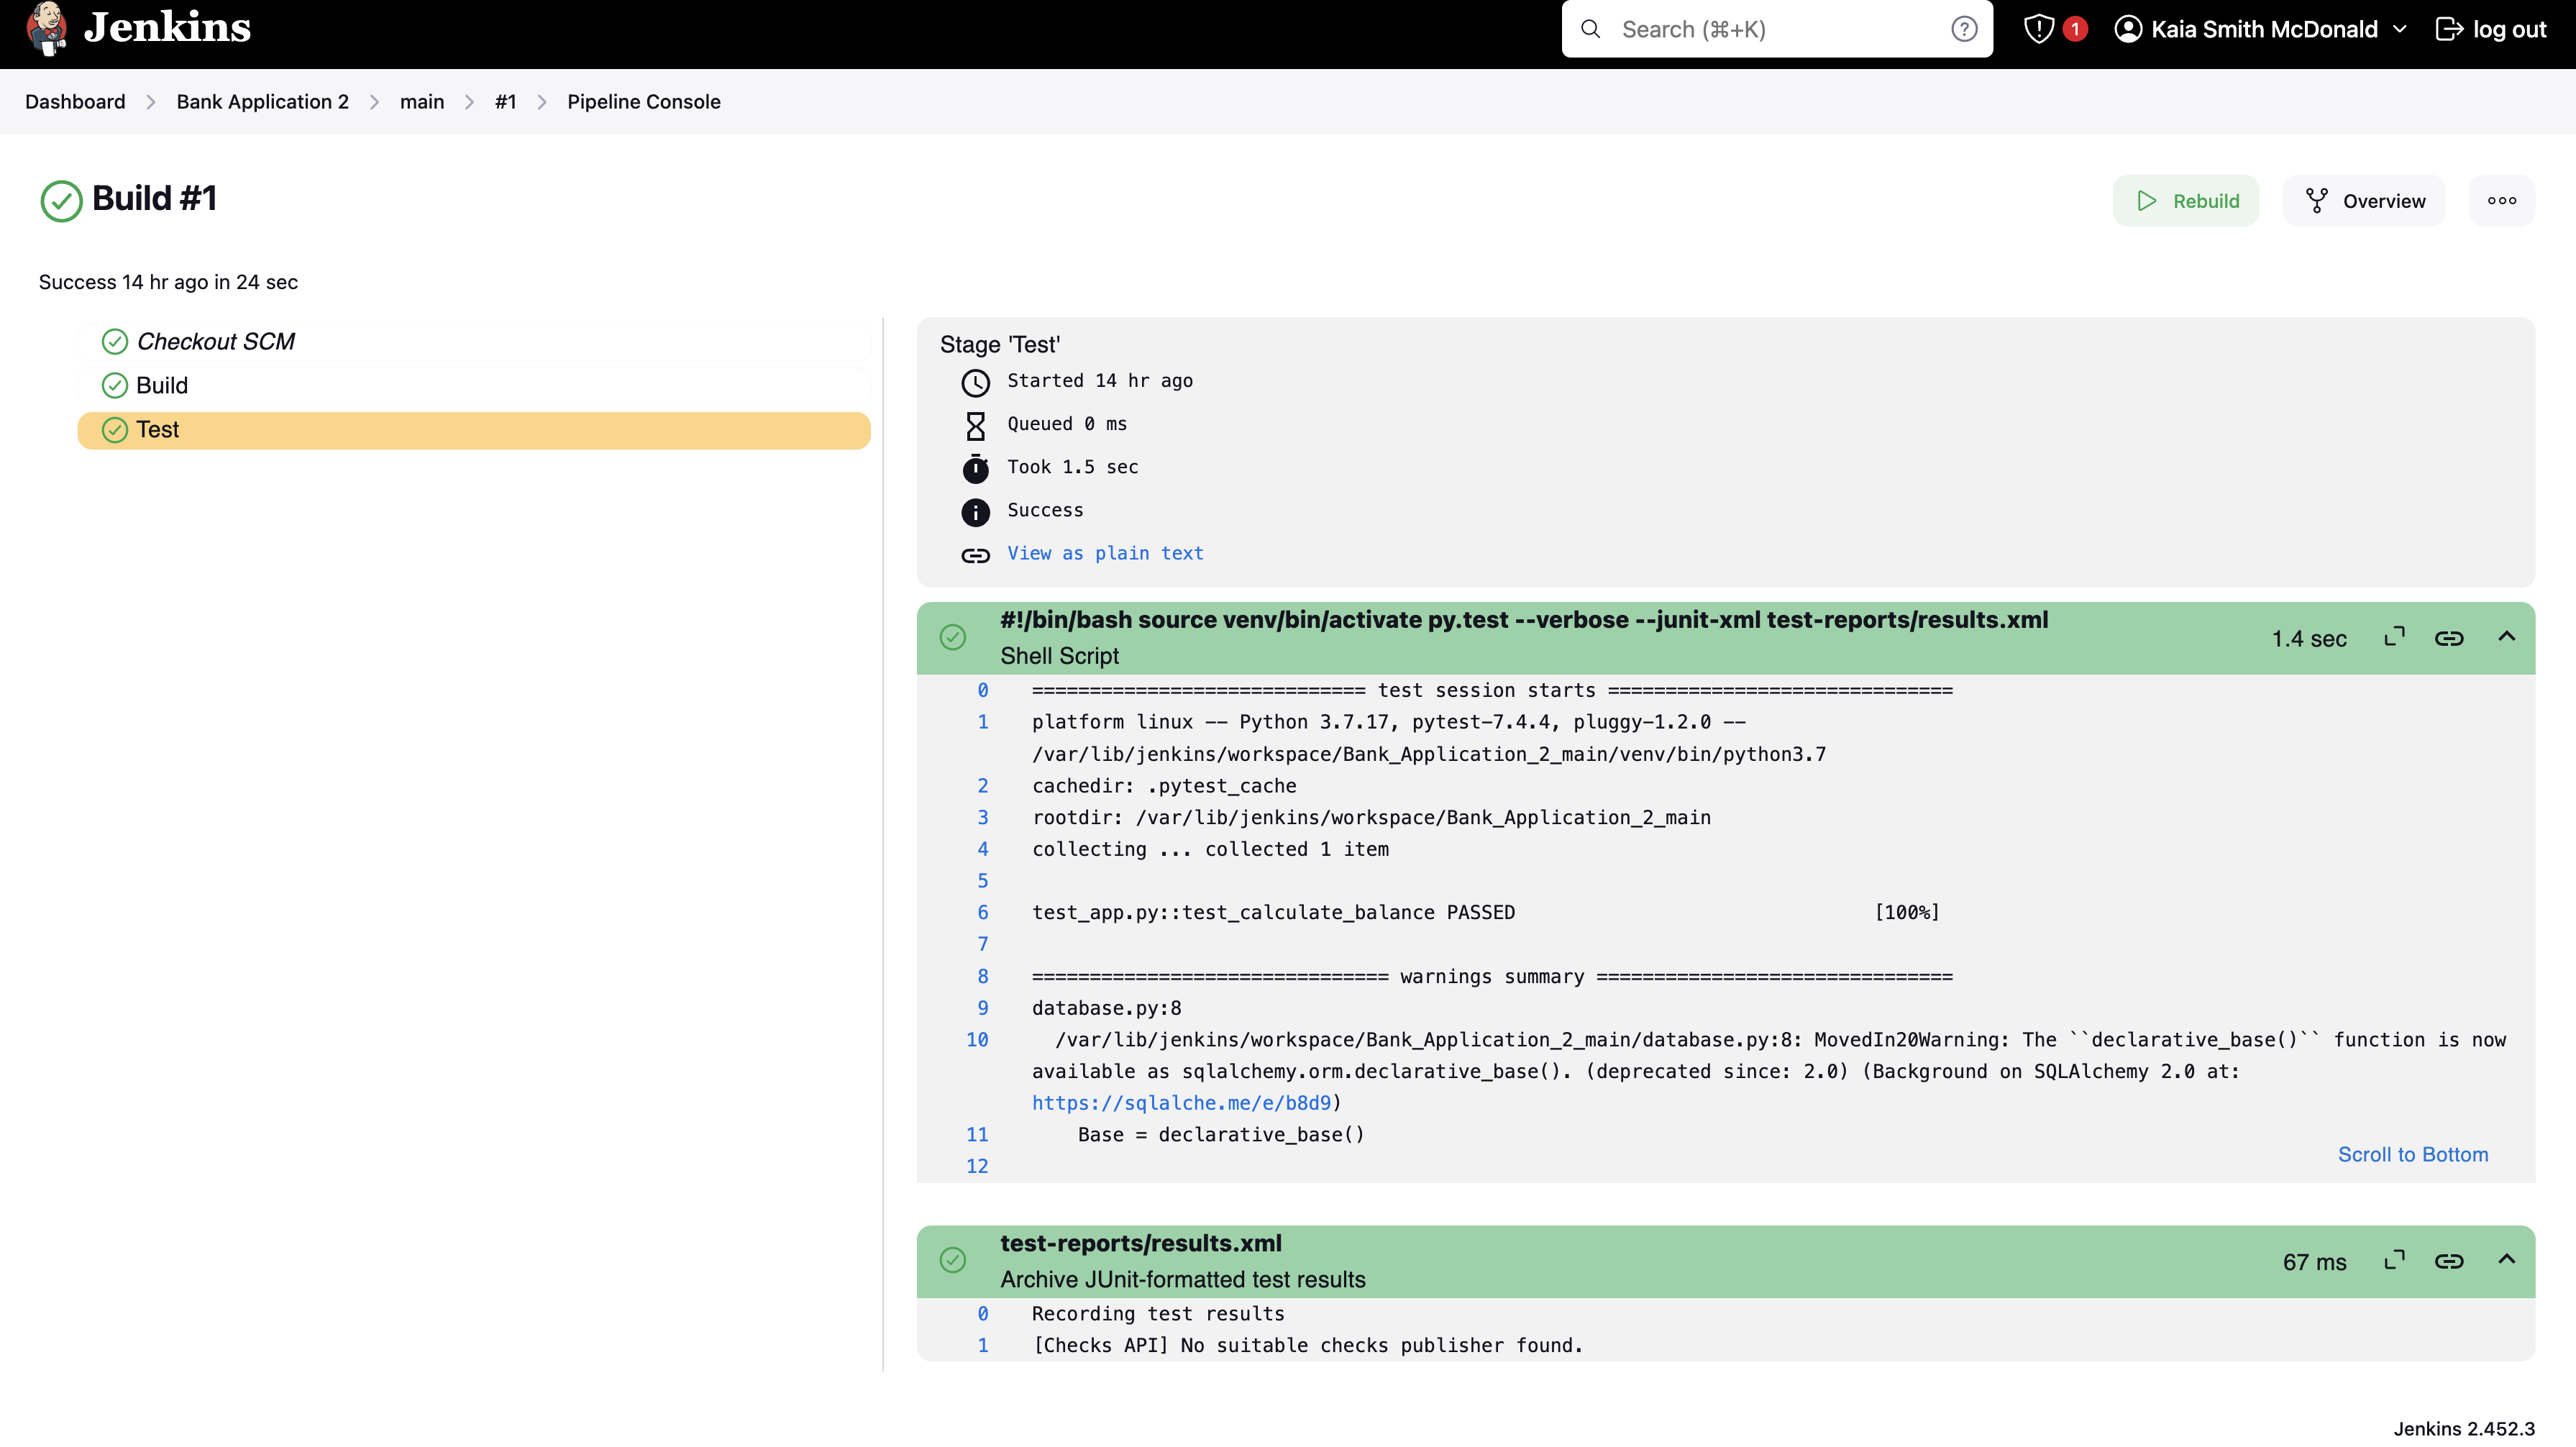 Jenkins
Search (⌘+K)
1
Kaia Smith McDonald
log out
Dashboard
Bank Application 2
main
#1
Pipeline Console
Build #1
Rebuild
Overview
Success 14 hr ago in 24 sec
Checkout SCM
Build
Test
Stage 'Test'
Started 14 hr ago
Queued 0 ms
Took 1.5 sec
Success
View as plain text
#!/bin/bash source venv/bin/activate py.test --verbose --junit-xml test-reports/results.xml
Shell Script
1.4 sec
0 ============================= test session starts ==============================
1 platform linux -- Python 3.7.17, pytest-7.4.4, pluggy-1.2.0 --
/var/lib/jenkins/workspace/Bank_Application_2_main/venv/bin/python3.7
2 cachedir: .pytest_cache
3 rootdir: /var/lib/jenkins/workspace/Bank_Application_2_main
4 collecting ... collected 1 item
5
6 test_app.py::test_calculate_balance PASSED [100%]
7
8 =============================== warnings summary ===============================
9 database.py:8
10 /var/lib/jenkins/workspace/Bank_Application_2_main/database.py:8: MovedIn20Warning: The ``declarative_base()`` function is now
available as sqlalchemy.orm.declarative_base(). (deprecated since: 2.0) (Background on SQLAlchemy 2.0 at:
https://sqlalche.me/e/b8d9)
11 Base = declarative_base()
12
Scroll to Bottom
test-reports/results.xml
Archive JUnit-formatted test results
67 ms
0 Recording test results
1 [Checks API] No suitable checks publisher found.
Jenkins 2.452.3